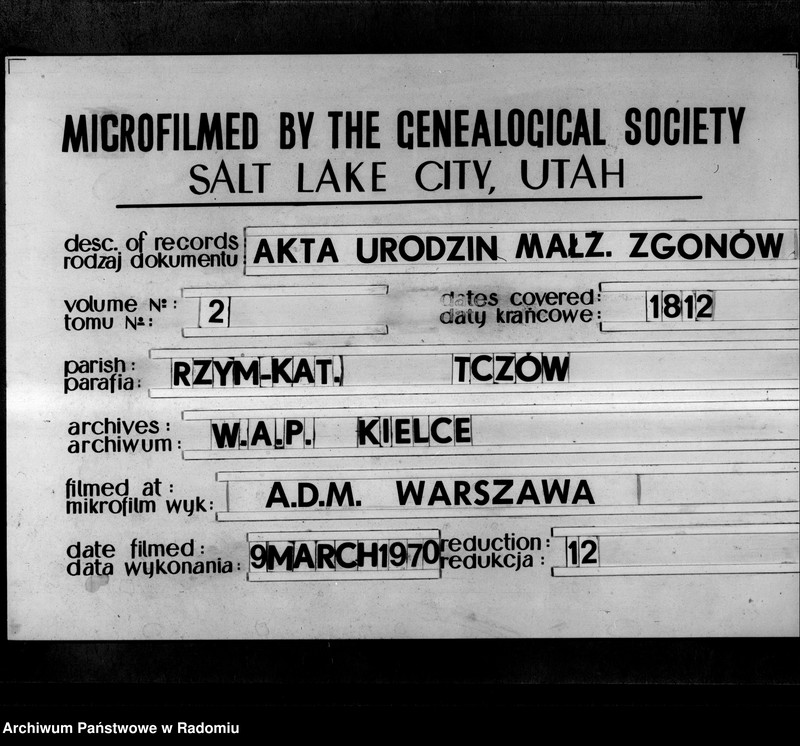 MICROFILMED BY THE GENEALOGICAL SOCIETY
SALT LAKE CITY, UTAH
desc. of records
rodzaj dokumentu
AKTA URODZIN MAŁŻ. ZGONÓW
volume №:
tomu №:
2
dates covered:
daty krańcowe:
1812
parish:
parafia:
RZYM-KAT. TCZÓW
archives:
archiwum:
W.A.P. KIELCE
filmed at:
mikrofilm wyk:
A.D.M. WARSZAWA
date filmed:
data wykonania:
9MARCH1970
reduction:
redukcja:
12
Archiwum Państwowe w Radomiu